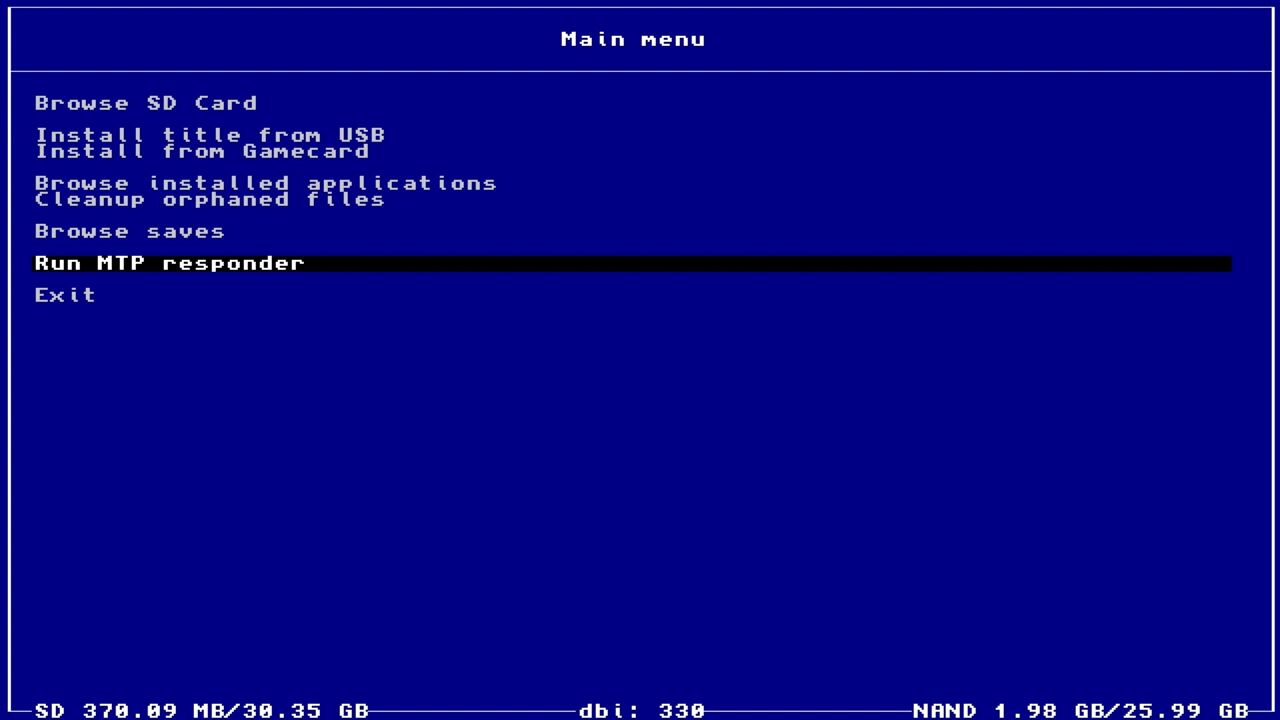 Main menu
Browse SD Card
Install title from USB
Install from Gamecard
Browse installed applications
Cleanup orphaned files
Browse saves
Run MTP responder
Exit
SD 370.09 MB/30.35 GB dbi: 330 NAND 1.98 GB/25.99 GB